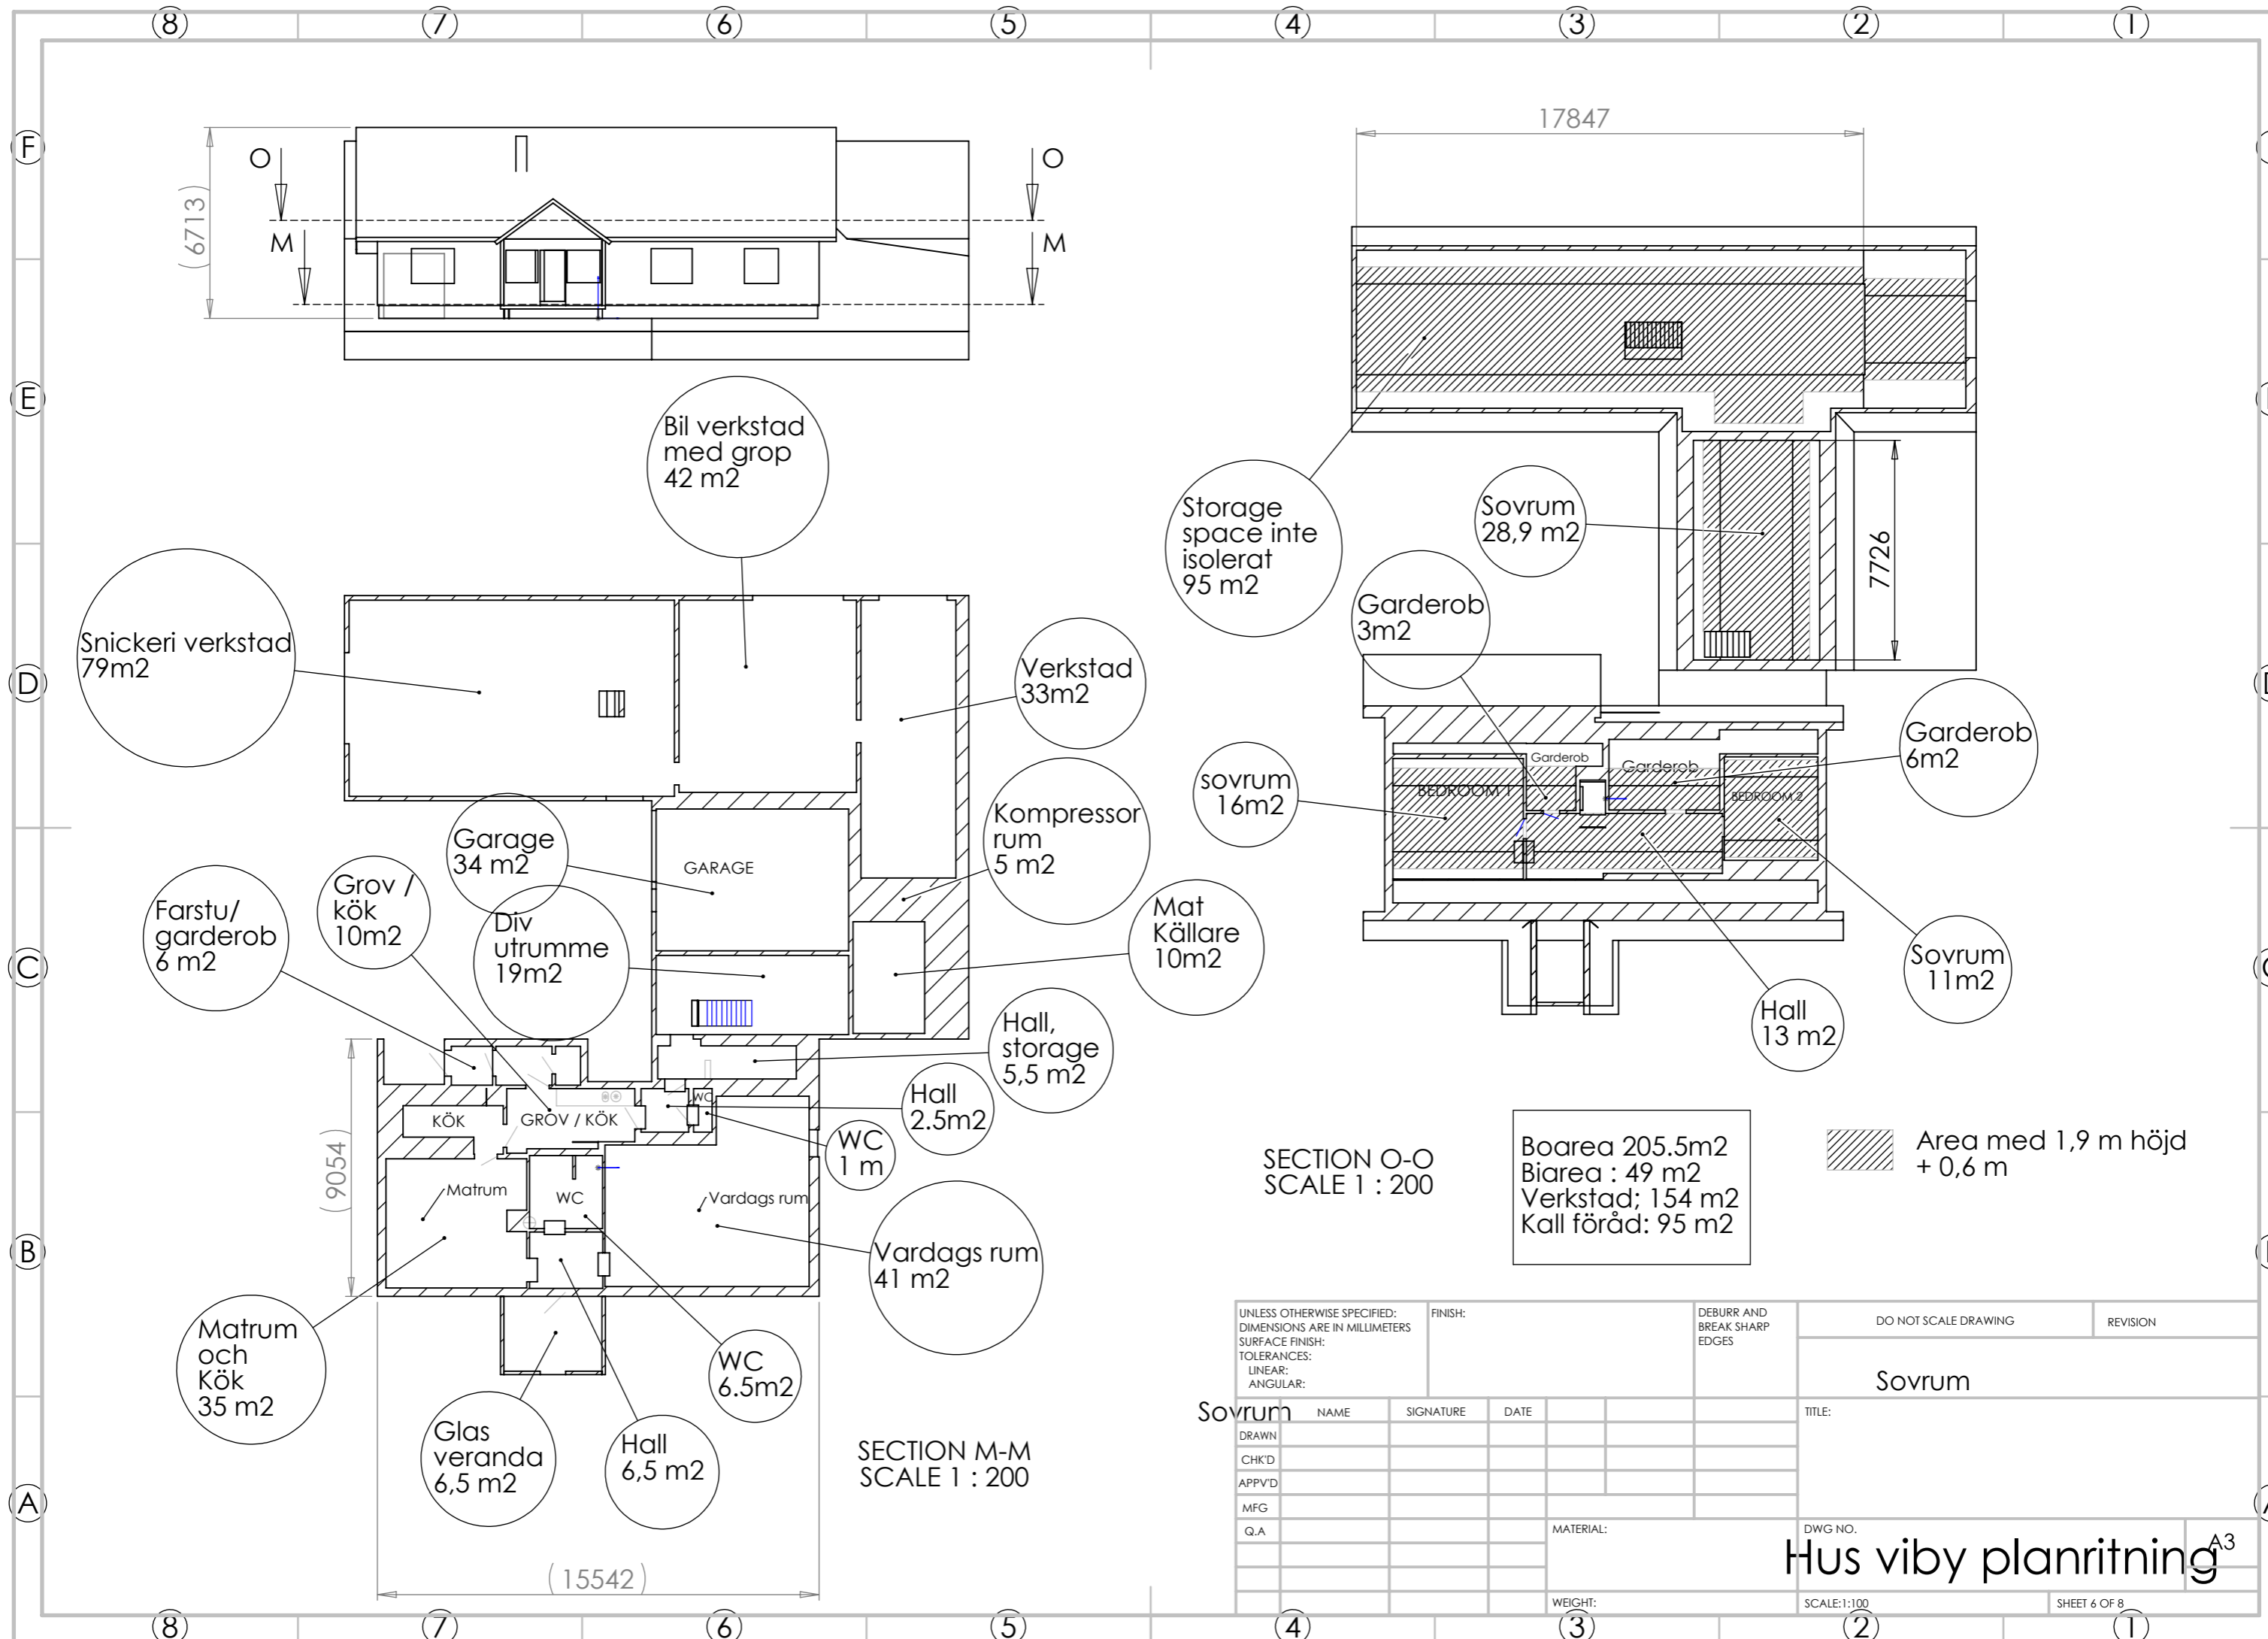 8 7 6 5 4 3 2 1
F
E
D
C
B
A
(6713)
O O
M M
17847
7726
Bil verkstad
med grop
42 m2
Snickeri verkstad
79m2
Verkstad
33m2
Kompressor
rum
5 m2
Garage
34 m2
GARAGE
Grov /
kök
10m2
Farstu/
garderob
6 m2
Div
utrumme
19m2
Mat
Källare
10m2
Hall,
storage
5,5 m2
Hall
2.5m2
WC
1 m
KÖK
GROV / KÖK
WC
Matrum
WC
Vardags rum
Vardags rum
41 m2
(9054)
Matrum
och
Kök
35 m2
Glas
veranda
6,5 m2
Hall
6,5 m2
WC
6.5m2
(15542)
SECTION M-M
SCALE 1 : 200
Storage
space inte
isolerat
95 m2
Sovrum
28,9 m2
Garderob
3m2
Garderob
6m2
sovrum
16m2
BEDROOM 1
Garderob
Garderob
BEDROOM 2
Sovrum
11m2
Hall
13 m2
SECTION O-O
SCALE 1 : 200
Boarea 205.5m2
Biarea : 49 m2
Verkstad; 154 m2
Kall föråd: 95 m2
Area med 1,9 m höjd
+ 0,6 m
UNLESS OTHERWISE SPECIFIED:
DIMENSIONS ARE IN MILLIMETERS
SURFACE FINISH:
TOLERANCES:
LINEAR:
ANGULAR:
FINISH:
DEBURR AND
BREAK SHARP
EDGES
DO NOT SCALE DRAWING
REVISION
Sovrum
Sovrum
NAME SIGNATURE DATE
TITLE:
DRAWN
CHK'D
APPV'D
MFG
Q.A
MATERIAL:
DWG NO.
Hus viby planritning
A3
WEIGHT:
SCALE:1:100
SHEET 6 OF 8
8 7 6 5 4 3 2 1